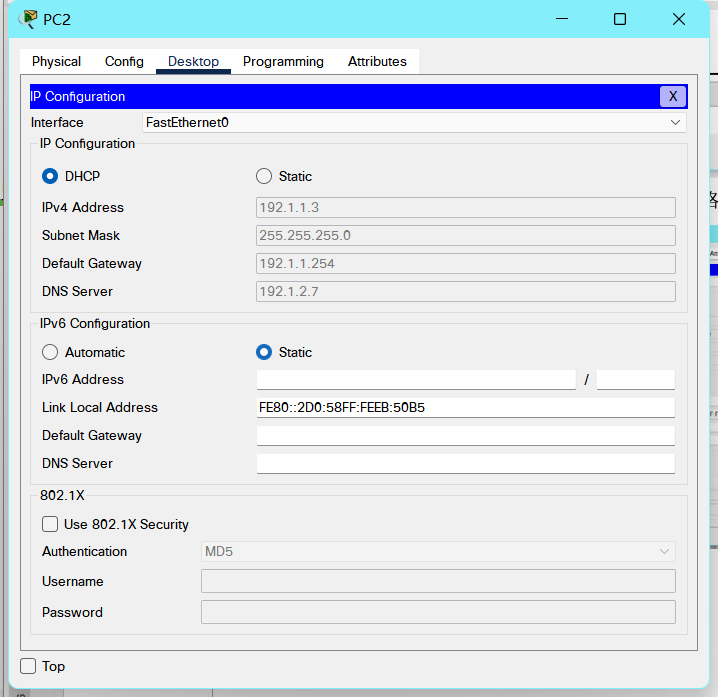 PC2
Physical Config Desktop Programming Attributes
IP Configuration X
Interface FastEthernet0
IP Configuration
DHCP Static
IPv4 Address 192.1.1.3
Subnet Mask 255.255.255.0
Default Gateway 192.1.1.254
DNS Server 192.1.2.7
IPv6 Configuration
Automatic Static
IPv6 Address /
Link Local Address FE80::2D0:58FF:FEEB:50B5
Default Gateway
DNS Server
802.1X
Use 802.1X Security
Authentication MD5
Username
Password
Top